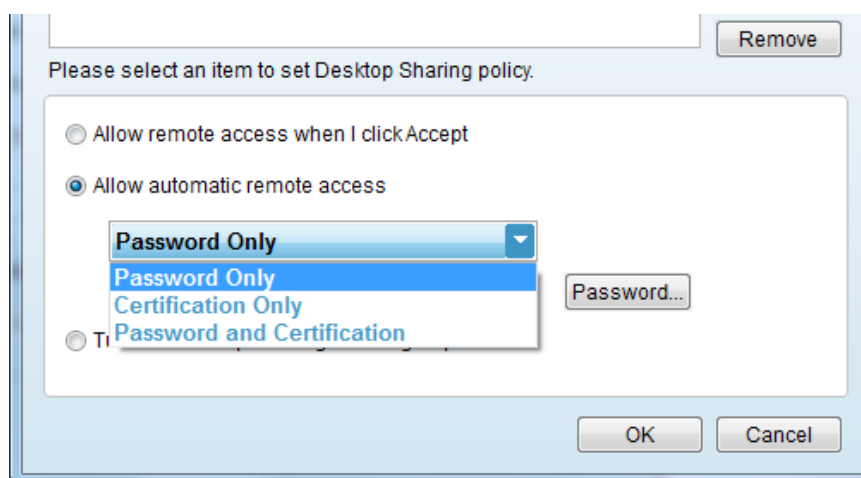 Remove
Please select an item to set Desktop Sharing policy.
Allow remote access when I click Accept
Allow automatic remote access
Password Only
Password Only
Certification Only
Password...
Password and Certification
OK Cancel